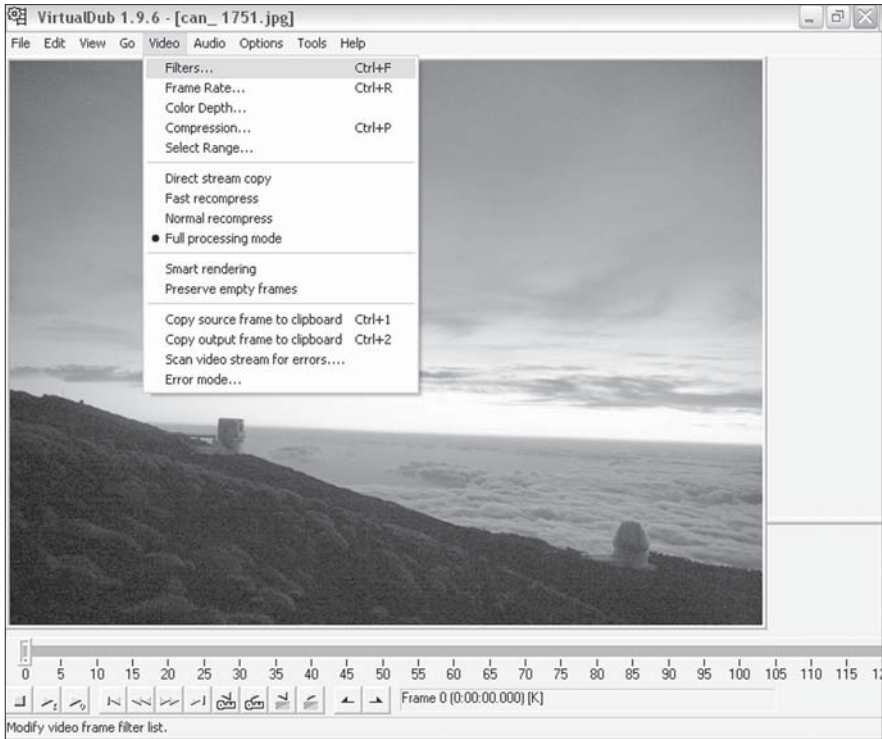 VirtualDub 1.9.6 - [can_ 1751.jpg]
File Edit View Go Video Audio Options Tools Help
Filters... Ctrl+F
Frame Rate... Ctrl+R
Color Depth...
Compression... Ctrl+P
Select Range...
Direct stream copy
Fast recompress
Normal recompress
Full processing mode
Smart rendering
Preserve empty frames
Copy source frame to clipboard Ctrl+1
Copy output frame to clipboard Ctrl+2
Scan video stream for errors....
Error mode...
0 5 10 15 20 25 30 35 40 45 50 55 60 65 70 75 80 85 90 95 100 105 110 115
Frame 0 (0:00:00.000) [K]
Modify video frame filter list.